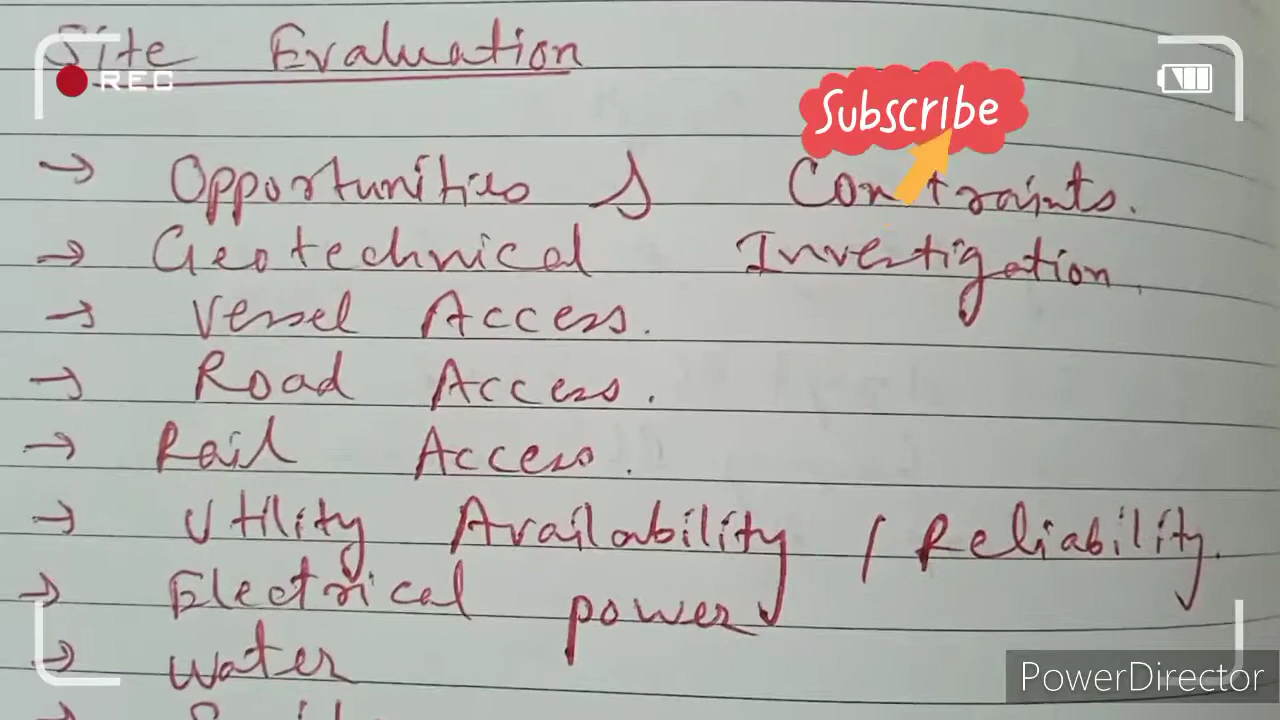 Site Evaluation
REC
Subscribe
→ Opportunities & Contraints.
→ Geotechnical Investigation.
→ Vessel Access.
→ Road Access.
→ Rail Access.
→ Utility Availability / Reliability.
→ Electrical power
→ Water
PowerDirector